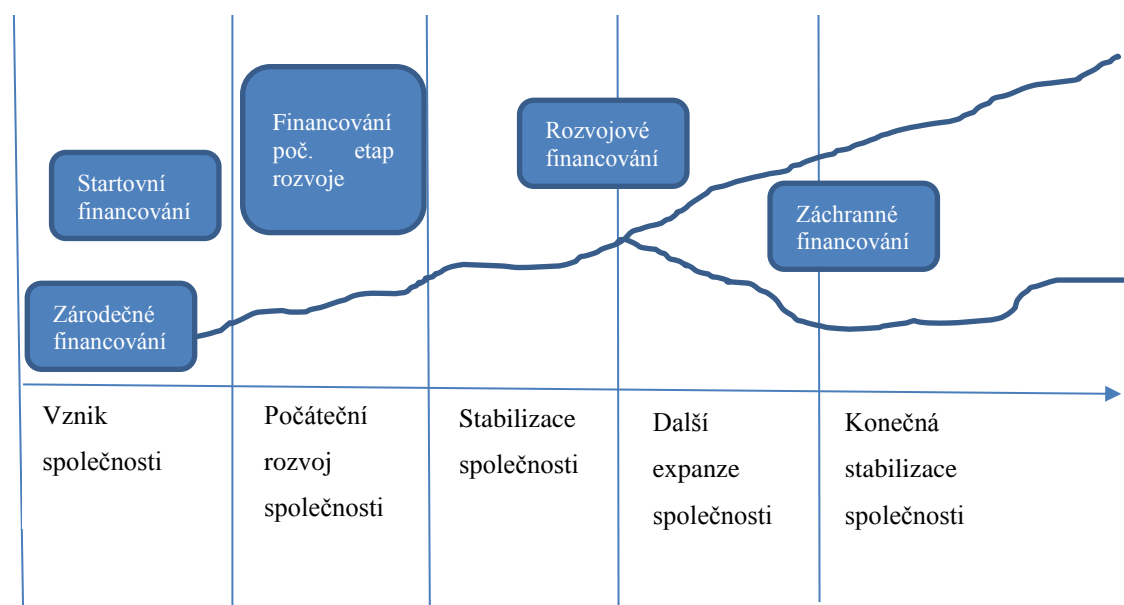 Startovní
financování
Zárodečné
financování
Financování
poč. etap
rozvoje
Rozvojové
financování
Záchranné
financování
Vznik
společnosti
Počáteční
rozvoj
společnosti
Stabilizace
společnosti
Další
expanze
společnosti
Konečná
stabilizace
společnosti